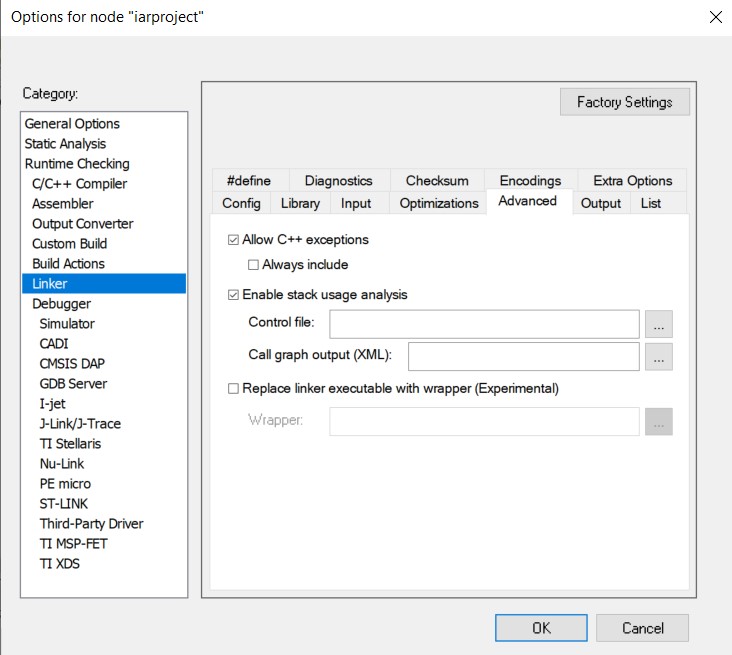 Options for node "iarproject"
Category:
General Options
Static Analysis
Runtime Checking
C/C++ Compiler
Assembler
Output Converter
Custom Build
Build Actions
Linker
Debugger
Simulator
CADI
CMSIS DAP
GDB Server
I-jet
J-Link/J-Trace
TI Stellaris
Nu-Link
PE micro
ST-LINK
Third-Party Driver
TI MSP-FET
TI XDS
Factory Settings
#define Diagnostics Checksum Encodings Extra Options
Config Library Input Optimizations Advanced Output List
Allow C++ exceptions
Always include
Enable stack usage analysis
Control file: ...
Call graph output (XML): ...
Replace linker executable with wrapper (Experimental)
Wrapper: ...
OK Cancel